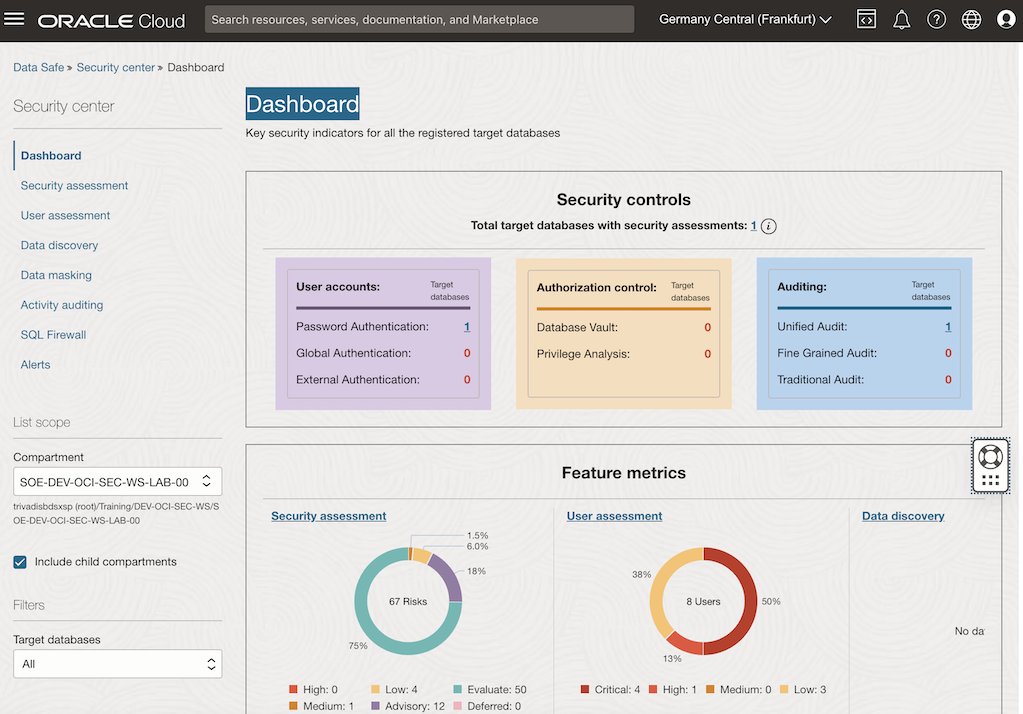 ORACLE Cloud
Search resources, services, documentation, and Marketplace
Germany Central (Frankfurt)
Data Safe » Security center » Dashboard
Security center
Dashboard
Security assessment
User assessment
Data discovery
Data masking
Activity auditing
SQL Firewall
Alerts
List scope
Compartment
SOE-DEV-OCI-SEC-WS-LAB-00
trivadisbdsxsp (root)/Training/DEV-OCI-SEC-WS/S
OE-DEV-OCI-SEC-WS-LAB-00
Include child compartments
Filters
Target databases
All
Dashboard
Key security indicators for all the registered target databases
Security controls
Total target databases with security assessments: 1
User accounts: Target databases
Password Authentication: 1
Global Authentication: 0
External Authentication: 0
Authorization control: Target databases
Database Vault: 0
Privilege Analysis: 0
Auditing: Target databases
Unified Audit: 1
Fine Grained Audit: 0
Traditional Audit: 0
Feature metrics
Security assessment
1.5%
6.0%
18%
67 Risks
75%
High: 0 Low: 4 Evaluate: 50
Medium: 1 Advisory: 12 Deferred: 0
User assessment
38%
8 Users
50%
13%
Critical: 4 High: 1 Medium: 0 Low: 3
Data discovery
No da